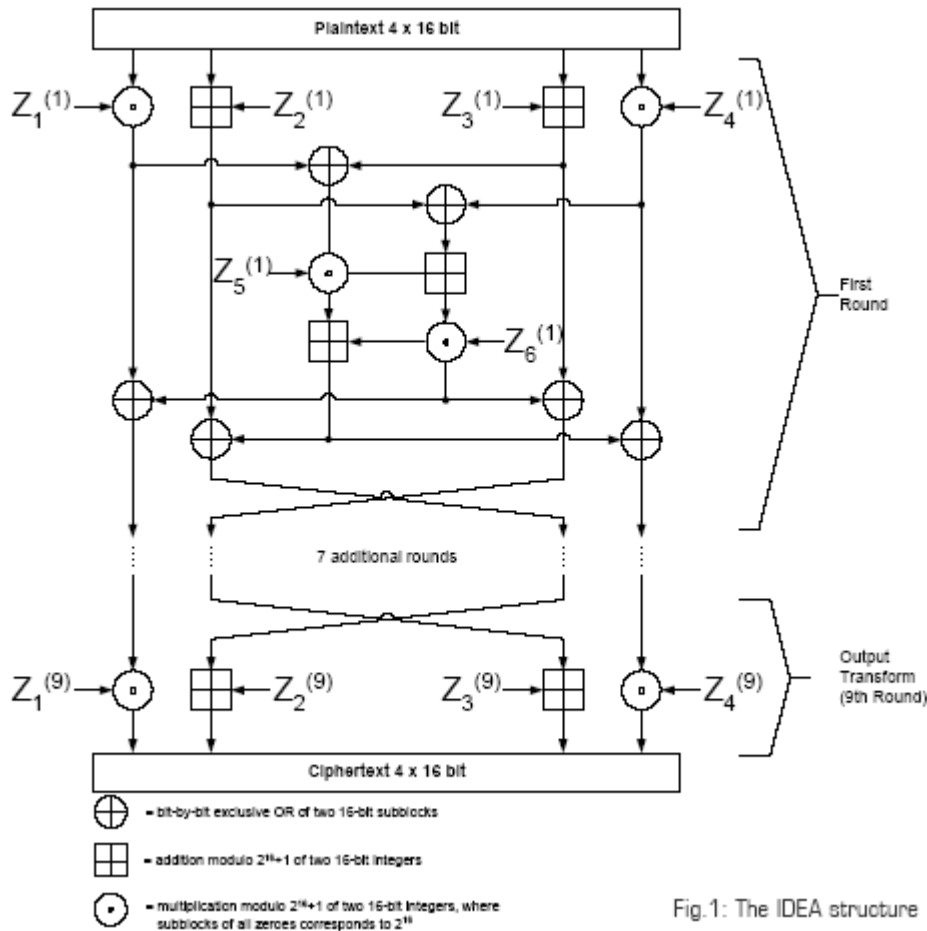 Plaintext 4 x 16 bit
Z₁⁽¹⁾ Z₂⁽¹⁾ Z₃⁽¹⁾ Z₄⁽¹⁾
Z₅⁽¹⁾
Z₆⁽¹⁾
First
Round
7 additional rounds
Z₁⁽⁹⁾ Z₂⁽⁹⁾ Z₃⁽⁹⁾ Z₄⁽⁹⁾
Output
Transform
(9th Round)
Ciphertext 4 x 16 bit
= bit-by-bit exclusive OR of two 16-bit subblocks
= addition modulo 2¹⁶+1 of two 16-bit integers
= multiplication modulo 2¹⁶+1 of two 16-bit integers, where
subblocks of all zeroes corresponds to 2¹⁶
Fig.1: The IDEA structure